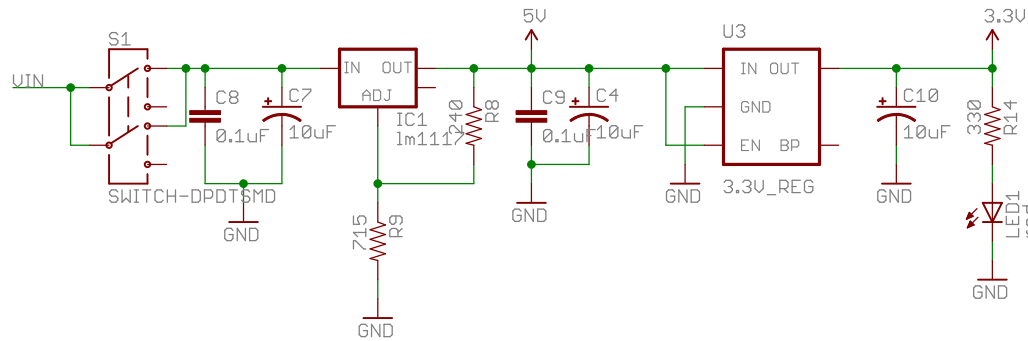 VIN
S1
SWITCH-DPDTSMD
C8
0.1uF
C7
10uF
GND
IN OUT
ADJ
IC1
lm1117
240
R8
715
R9
GND
5V
C9
0.1uF
C4
10uF
GND
U3
IN OUT
GND
EN BP
3.3V_REG
GND
C10
10uF
GND
3.3V
330
R14
LED1
GND